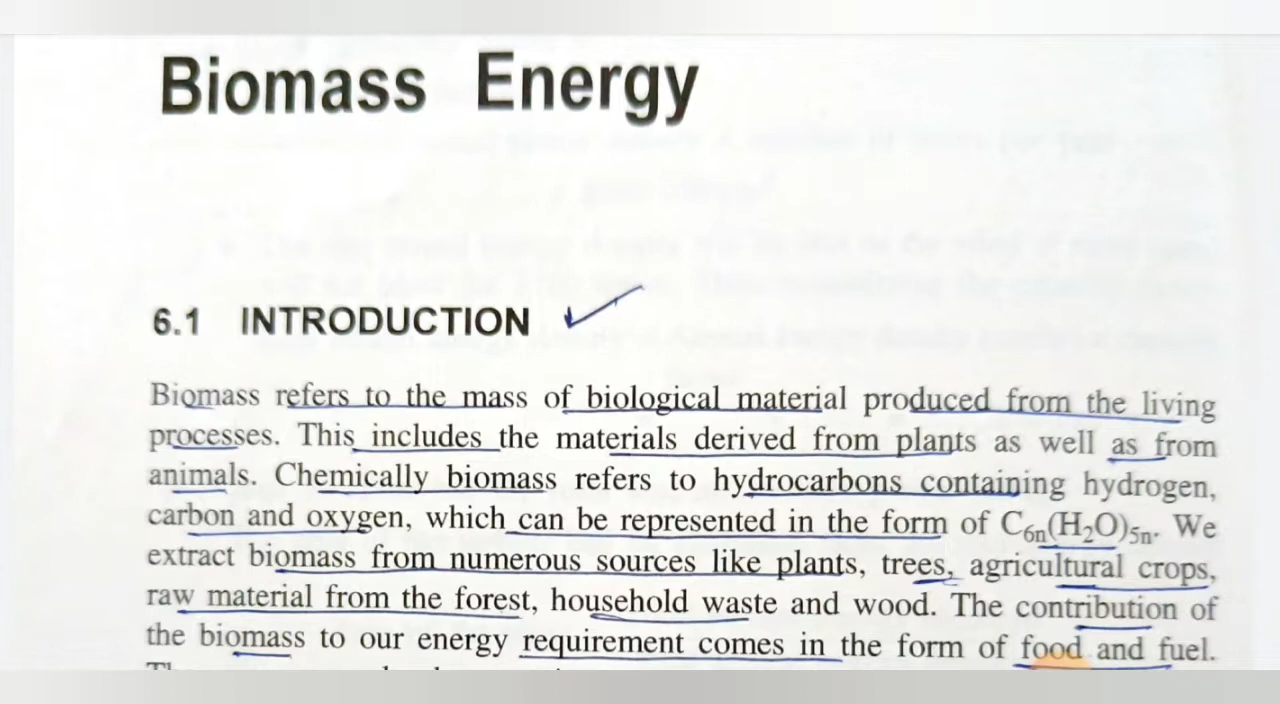 Biomass Energy
6.1 INTRODUCTION
Biomass refers to the mass of biological material produced from the living
processes. This includes the materials derived from plants as well as from
animals. Chemically biomass refers to hydrocarbons containing hydrogen,
carbon and oxygen, which can be represented in the form of C₆ₙ(H₂O)₅ₙ. We
extract biomass from numerous sources like plants, trees, agricultural crops,
raw material from the forest, household waste and wood. The contribution of
the biomass to our energy requirement comes in the form of food and fuel.